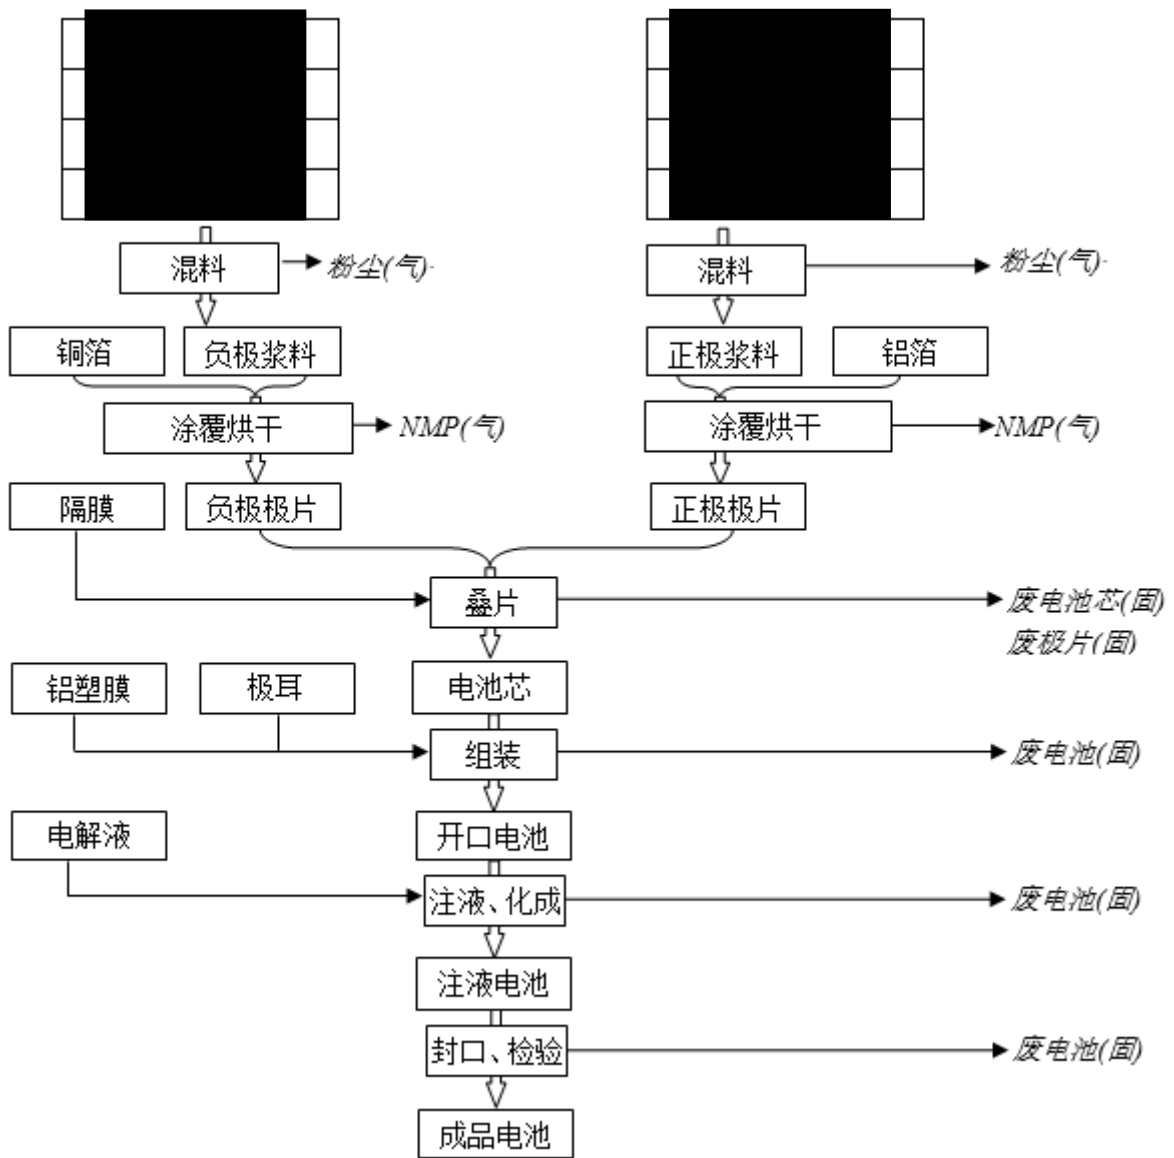 混料
粉尘(气)
混料
粉尘(气)
铜箔
负极浆料
正极浆料
铝箔
涂覆烘干
NMP(气)
涂覆烘干
NMP(气)
隔膜
负极极片
正极极片
叠片
废电池芯(固)
废极片(固)
铝塑膜
极耳
电池芯
组装
废电池(固)
电解液
开口电池
注液、化成
废电池(固)
注液电池
封口、检验
废电池(固)
成品电池